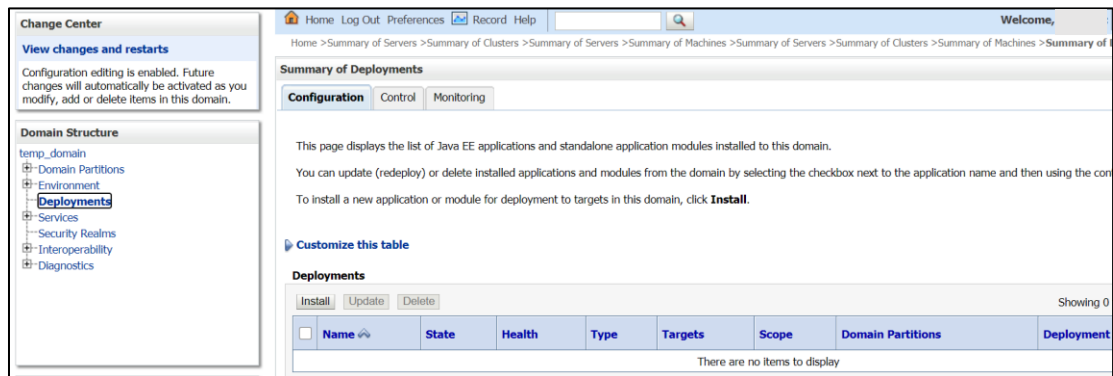 Change Center
View changes and restarts
Configuration editing is enabled. Future
changes will automatically be activated as you
modify, add or delete items in this domain.
Domain Structure
temp_domain
Domain Partitions
Environment
Deployments
Services
Security Realms
Interoperability
Diagnostics
Home Log Out Preferences Record Help
Welcome,
Home >Summary of Servers >Summary of Clusters >Summary of Servers >Summary of Machines >Summary of Servers >Summary of Clusters >Summary of Machines >Summary of
Summary of Deployments
Configuration Control Monitoring
This page displays the list of Java EE applications and standalone application modules installed to this domain.
You can update (redeploy) or delete installed applications and modules from the domain by selecting the checkbox next to the application name and then using the con
To install a new application or module for deployment to targets in this domain, click Install.
Customize this table
Deployments
Install Update Delete Showing 0
Name State Health Type Targets Scope Domain Partitions Deployment
There are no items to display